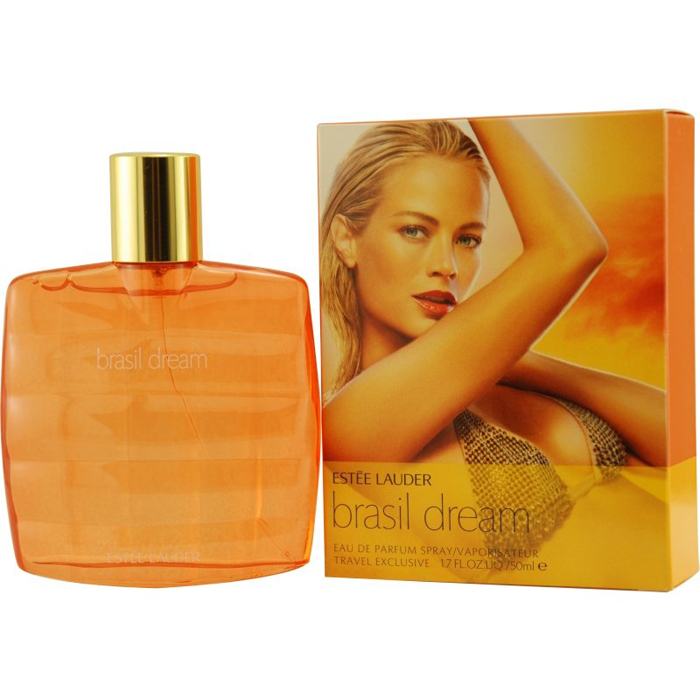 brasil dream
ESTÉE LAUDER
ESTĒE LAUDER
brasil dream
EAU DE PARFUM SPRAY/VAPORISATEUR
TRAVEL EXCLUSIVE 1.7 FL.OZ.LIQ./50ml e